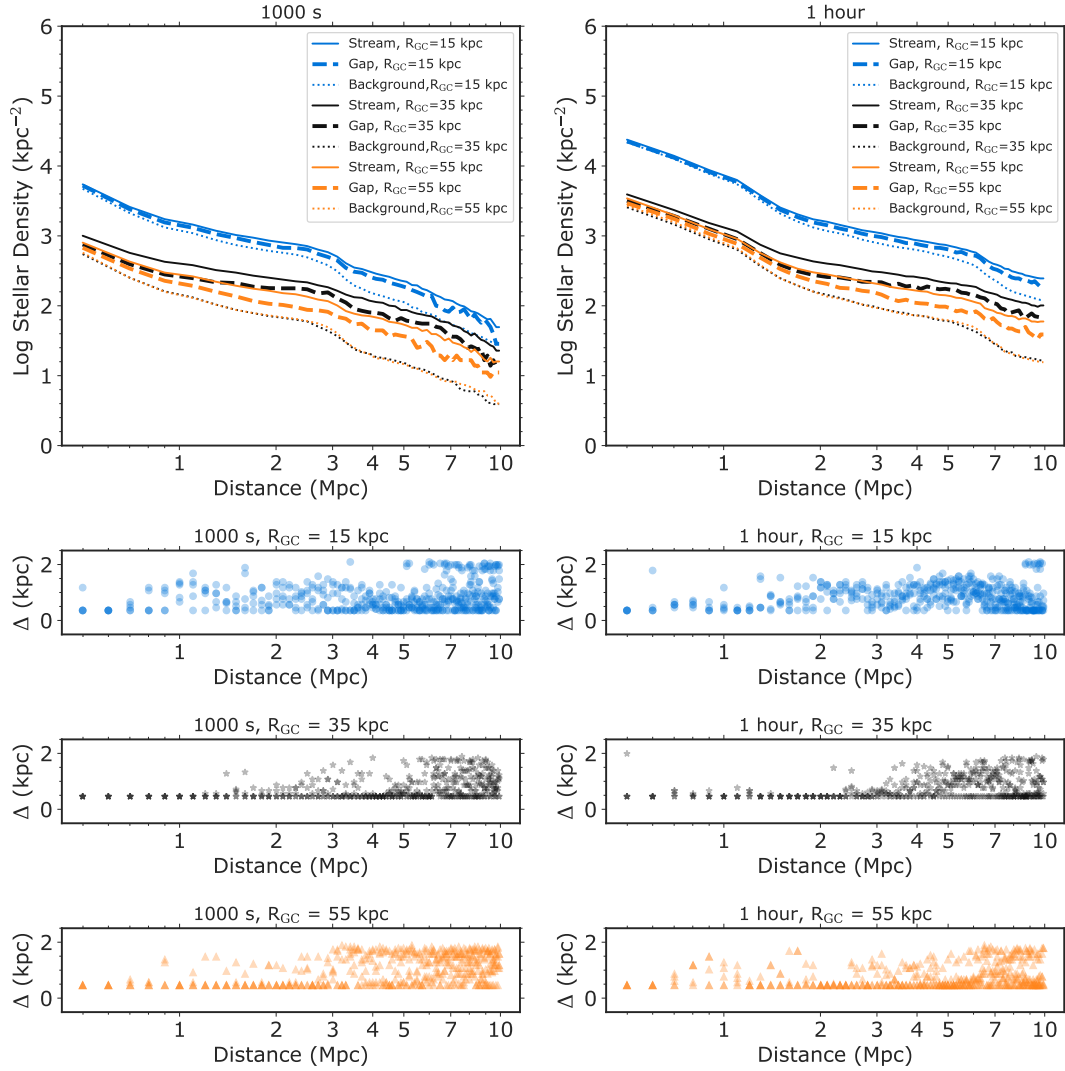 1000 s
6
5
4
3
2
1
0
Log Stellar Density (kpc⁻²)
Stream, R_GC=15 kpc
Gap, R_GC=15 kpc
Background,R_GC=15 kpc
Stream, R_GC=35 kpc
Gap, R_GC=35 kpc
Background,R_GC=35 kpc
Stream, R_GC=55 kpc
Gap, R_GC=55 kpc
Background,R_GC=55 kpc
1 2 3 4 5 7 10
Distance (Mpc)
1 hour
6
5
4
3
2
1
0
Log Stellar Density (kpc⁻²)
Stream, R_GC=15 kpc
Gap, R_GC=15 kpc
Background,R_GC=15 kpc
Stream, R_GC=35 kpc
Gap, R_GC=35 kpc
Background,R_GC=35 kpc
Stream, R_GC=55 kpc
Gap, R_GC=55 kpc
Background, R_GC=55 kpc
1 2 3 4 5 7 10
Distance (Mpc)
1000 s, R_GC = 15 kpc
2
0
Δ (kpc)
1 2 3 4 5 7 10
Distance (Mpc)
1 hour, R_GC = 15 kpc
2
0
Δ (kpc)
1 2 3 4 5 7 10
Distance (Mpc)
1000 s, R_GC = 35 kpc
2
0
Δ (kpc)
1 2 3 4 5 7 10
Distance (Mpc)
1 hour, R_GC = 35 kpc
2
0
Δ (kpc)
1 2 3 4 5 7 10
Distance (Mpc)
1000 s, R_GC = 55 kpc
2
0
Δ (kpc)
1 2 3 4 5 7 10
Distance (Mpc)
1 hour, R_GC = 55 kpc
2
0
Δ (kpc)
1 2 3 4 5 7 10
Distance (Mpc)